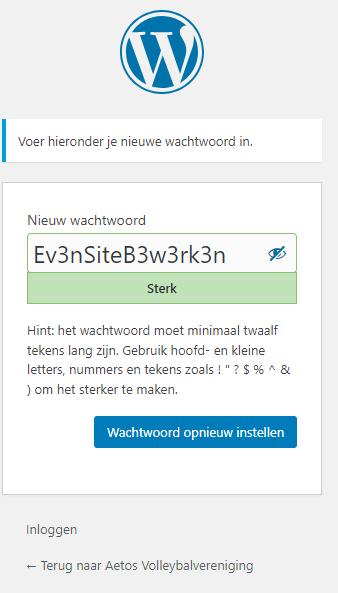 Voer hieronder je nieuwe wachtwoord in.
Nieuw wachtwoord
Ev3nSiteB3w3rk3n
Sterk
Hint: het wachtwoord moet minimaal twaalf
tekens lang zijn. Gebruik hoofd- en kleine
letters, nummers en tekens zoals ! " ? $ % ^ &
) om het sterker te maken.
Wachtwoord opnieuw instellen
Inloggen
← Terug naar Aetos Volleybalvereniging